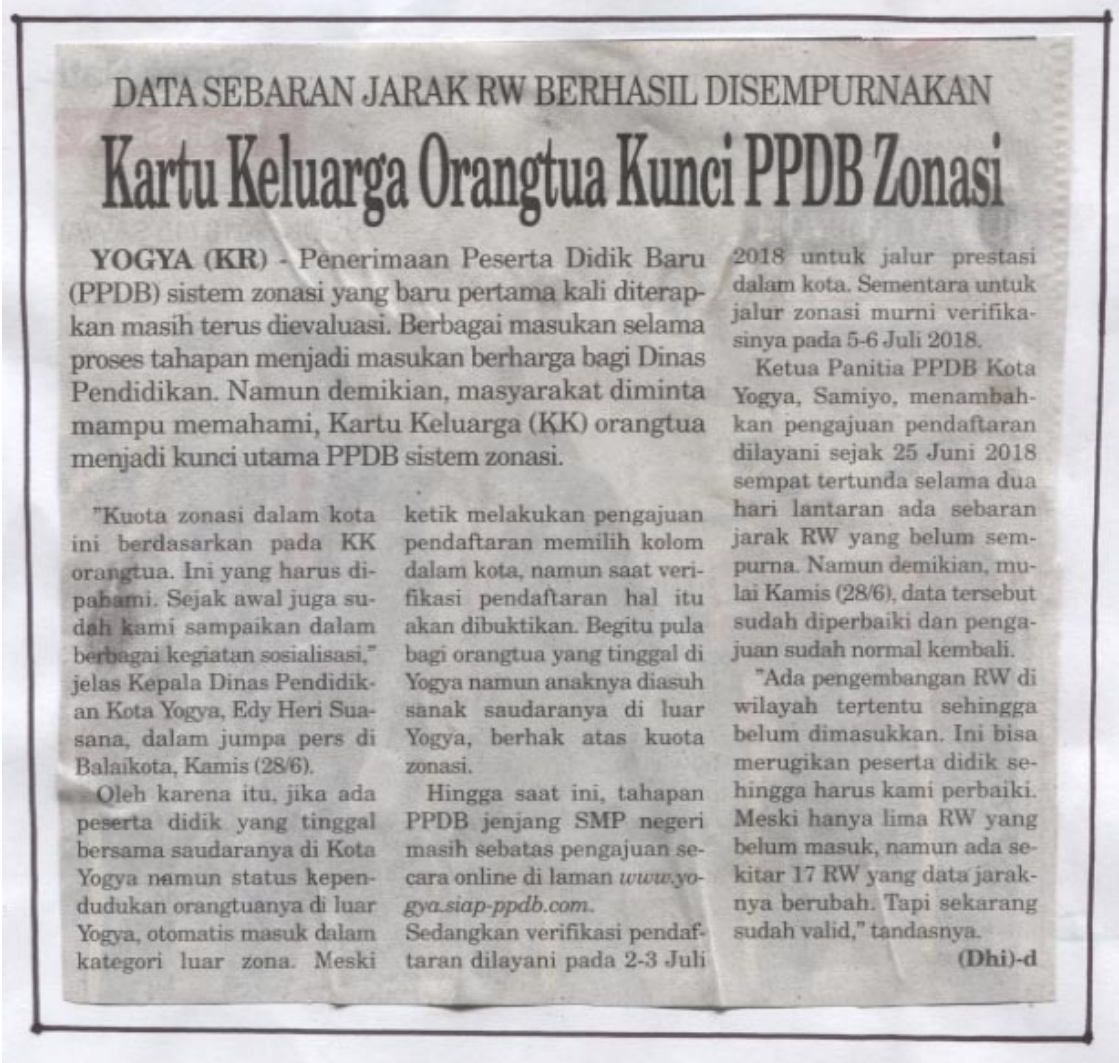 DATA SEBARAN JARAK RW BERHASIL DISEMPURNAKAN
Kartu Keluarga Orangtua Kunci PPDB Zonasi
YOGYA (KR) - Penerimaan Peserta Didik Baru
(PPDB) sistem zonasi yang baru pertama kali diterap-
kan masih terus dievaluasi. Berbagai masukan selama
proses tahapan menjadi masukan berharga bagi Dinas
Pendidikan. Namun demikian, masyarakat diminta
mampu memahami, Kartu Keluarga (KK) orangtua
menjadi kunci utama PPDB sistem zonasi.
"Kuota zonasi dalam kota
ini berdasarkan pada KK
orangtua. Ini yang harus di-
pahami. Sejak awal juga su-
dah kami sampaikan dalam
berbagai kegiatan sosialisasi,"
jelas Kepala Dinas Pendidik-
an Kota Yogya, Edy Heri Sua-
sana, dalam jumpa pers di
Balaikota, Kamis (28/6).
Oleh karena itu, jika ada
peserta didik yang tinggal
bersama saudaranya di Kota
Yogya namun status kepen-
dudukan orangtuanya di luar
Yogya, otomatis masuk dalam
kategori luar zona. Meski
ketik melakukan pengajuan
pendaftaran memilih kolom
dalam kota, namun saat veri-
fikasi pendaftaran hal itu
akan dibuktikan. Begitu pula
bagi orangtua yang tinggal di
Yogya namun anaknya diasuh
sanak saudaranya di luar
Yogya, berhak atas kuota
zonasi.
Hingga saat ini, tahapan
PPDB jenjang SMP negeri
masih sebatas pengajuan se-
cara online di laman www.yo-
gya.siap-ppdb.com.
Sedangkan verifikasi pendaf-
taran dilayani pada 2-3 Juli
2018 untuk jalur prestasi
dalam kota. Sementara untuk
jalur zonasi murni verifika-
sinya pada 5-6 Juli 2018.
Ketua Panitia PPDB Kota
Yogya, Samiyo, menambah-
kan pengajuan pendaftaran
dilayani sejak 25 Juni 2018
sempat tertunda selama dua
hari lantaran ada sebaran
jarak RW yang belum sem-
purna. Namun demikian, mu-
lai Kamis (28/6), data tersebut
sudah diperbaiki dan penga-
juan sudah normal kembali.
"Ada pengembangan RW di
wilayah tertentu sehingga
belum dimasukkan. Ini bisa
merugikan peserta didik se-
hingga harus kami perbaiki.
Meski hanya lima RW yang
belum masuk, namun ada se-
kitar 17 RW yang data jarak-
nya berubah. Tapi sekarang
sudah valid," tandasnya.
(Dhi)-d